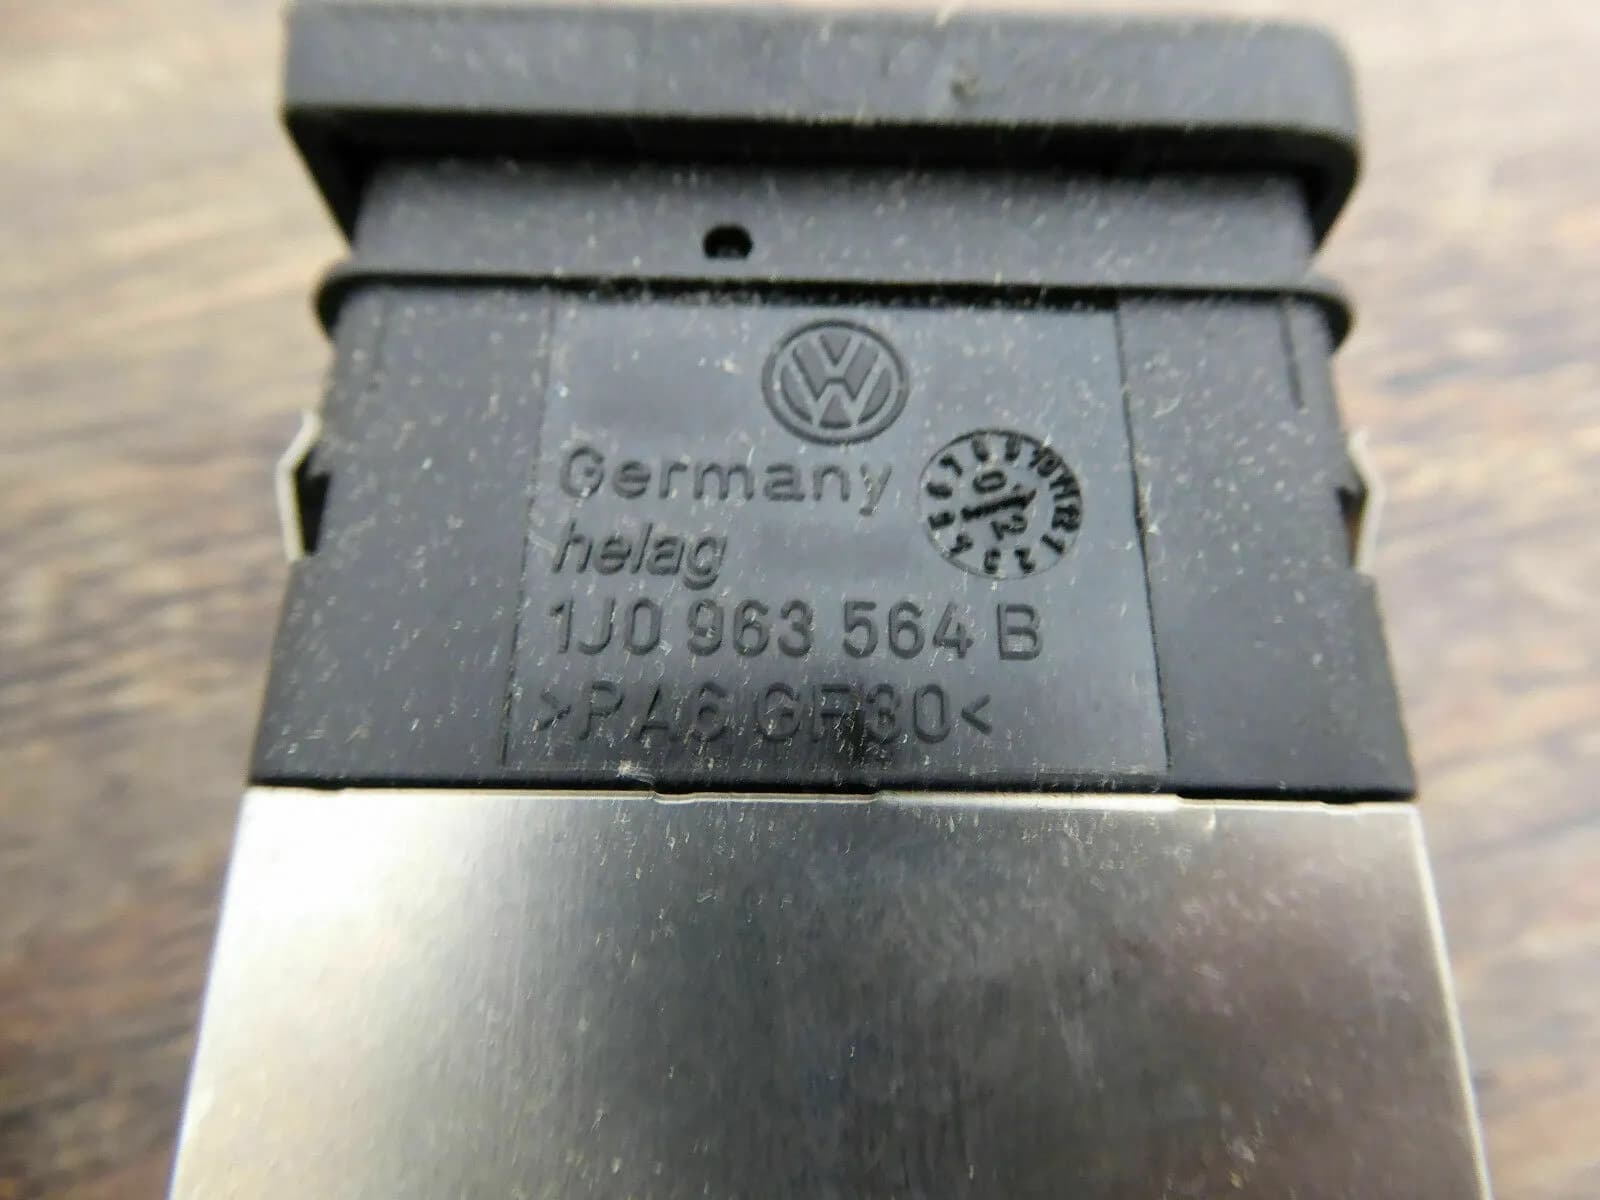 Germany
helag
1J0 963 564 B
>PA6 GF30<